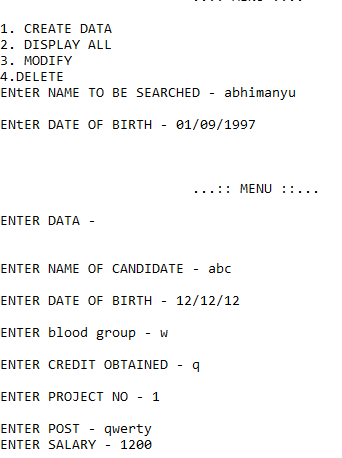 ...:: MENU ::...
1. CREATE DATA
2. DISPLAY ALL
3. MODIFY
4.DELETE
ENtER NAME TO BE SEARCHED - abhimanyu
ENtER DATE OF BIRTH - 01/09/1997
...:: MENU ::...
ENTER DATA -
ENTER NAME OF CANDIDATE - abc
ENTER DATE OF BIRTH - 12/12/12
ENTER blood group - w
ENTER CREDIT OBTAINED - q
ENTER PROJECT NO - 1
ENTER POST - qwerty
ENTER SALARY - 1200